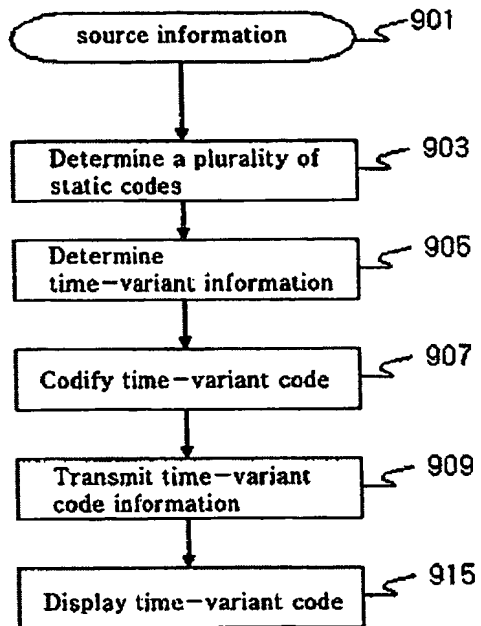 source information
901
Determine a plurality of
static codes
903
Determine
time-variant information
905
Codify time-variant code
907
Transmit time-variant
code information
909
Display time-variant code
915